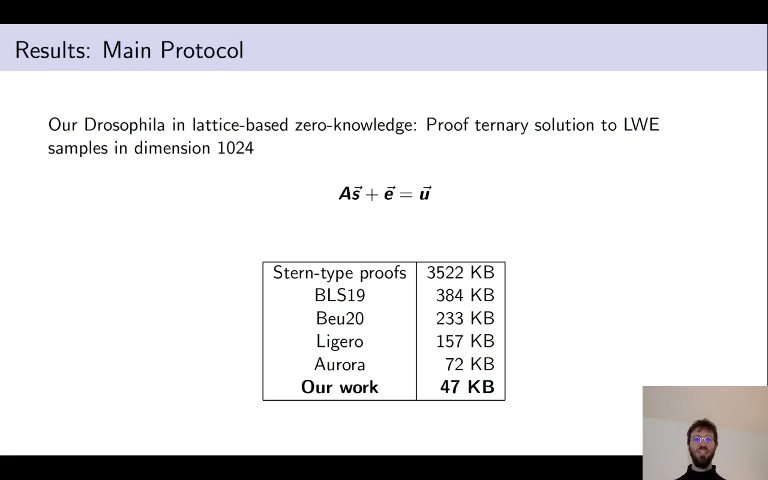 Results: Main Protocol
Our Drosophila in lattice-based zero-knowledge: Proof ternary solution to LWE
samples in dimension 1024
As⃗ + e⃗ = u⃗
Stern-type proofs 3522 KB
BLS19 384 KB
Beu20 233 KB
Ligero 157 KB
Aurora 72 KB
Our work 47 KB